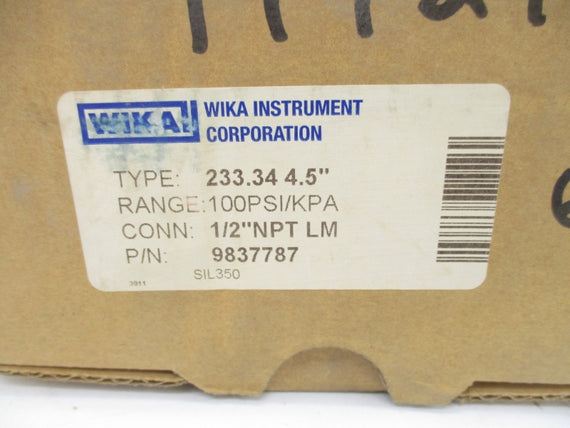 WIKA
WIKA INSTRUMENT
CORPORATION
TYPE: 233.34 4.5"
RANGE:100PSI/KPA
CONN: 1/2"NPT LM
P/N: 9837787
SIL350
3911